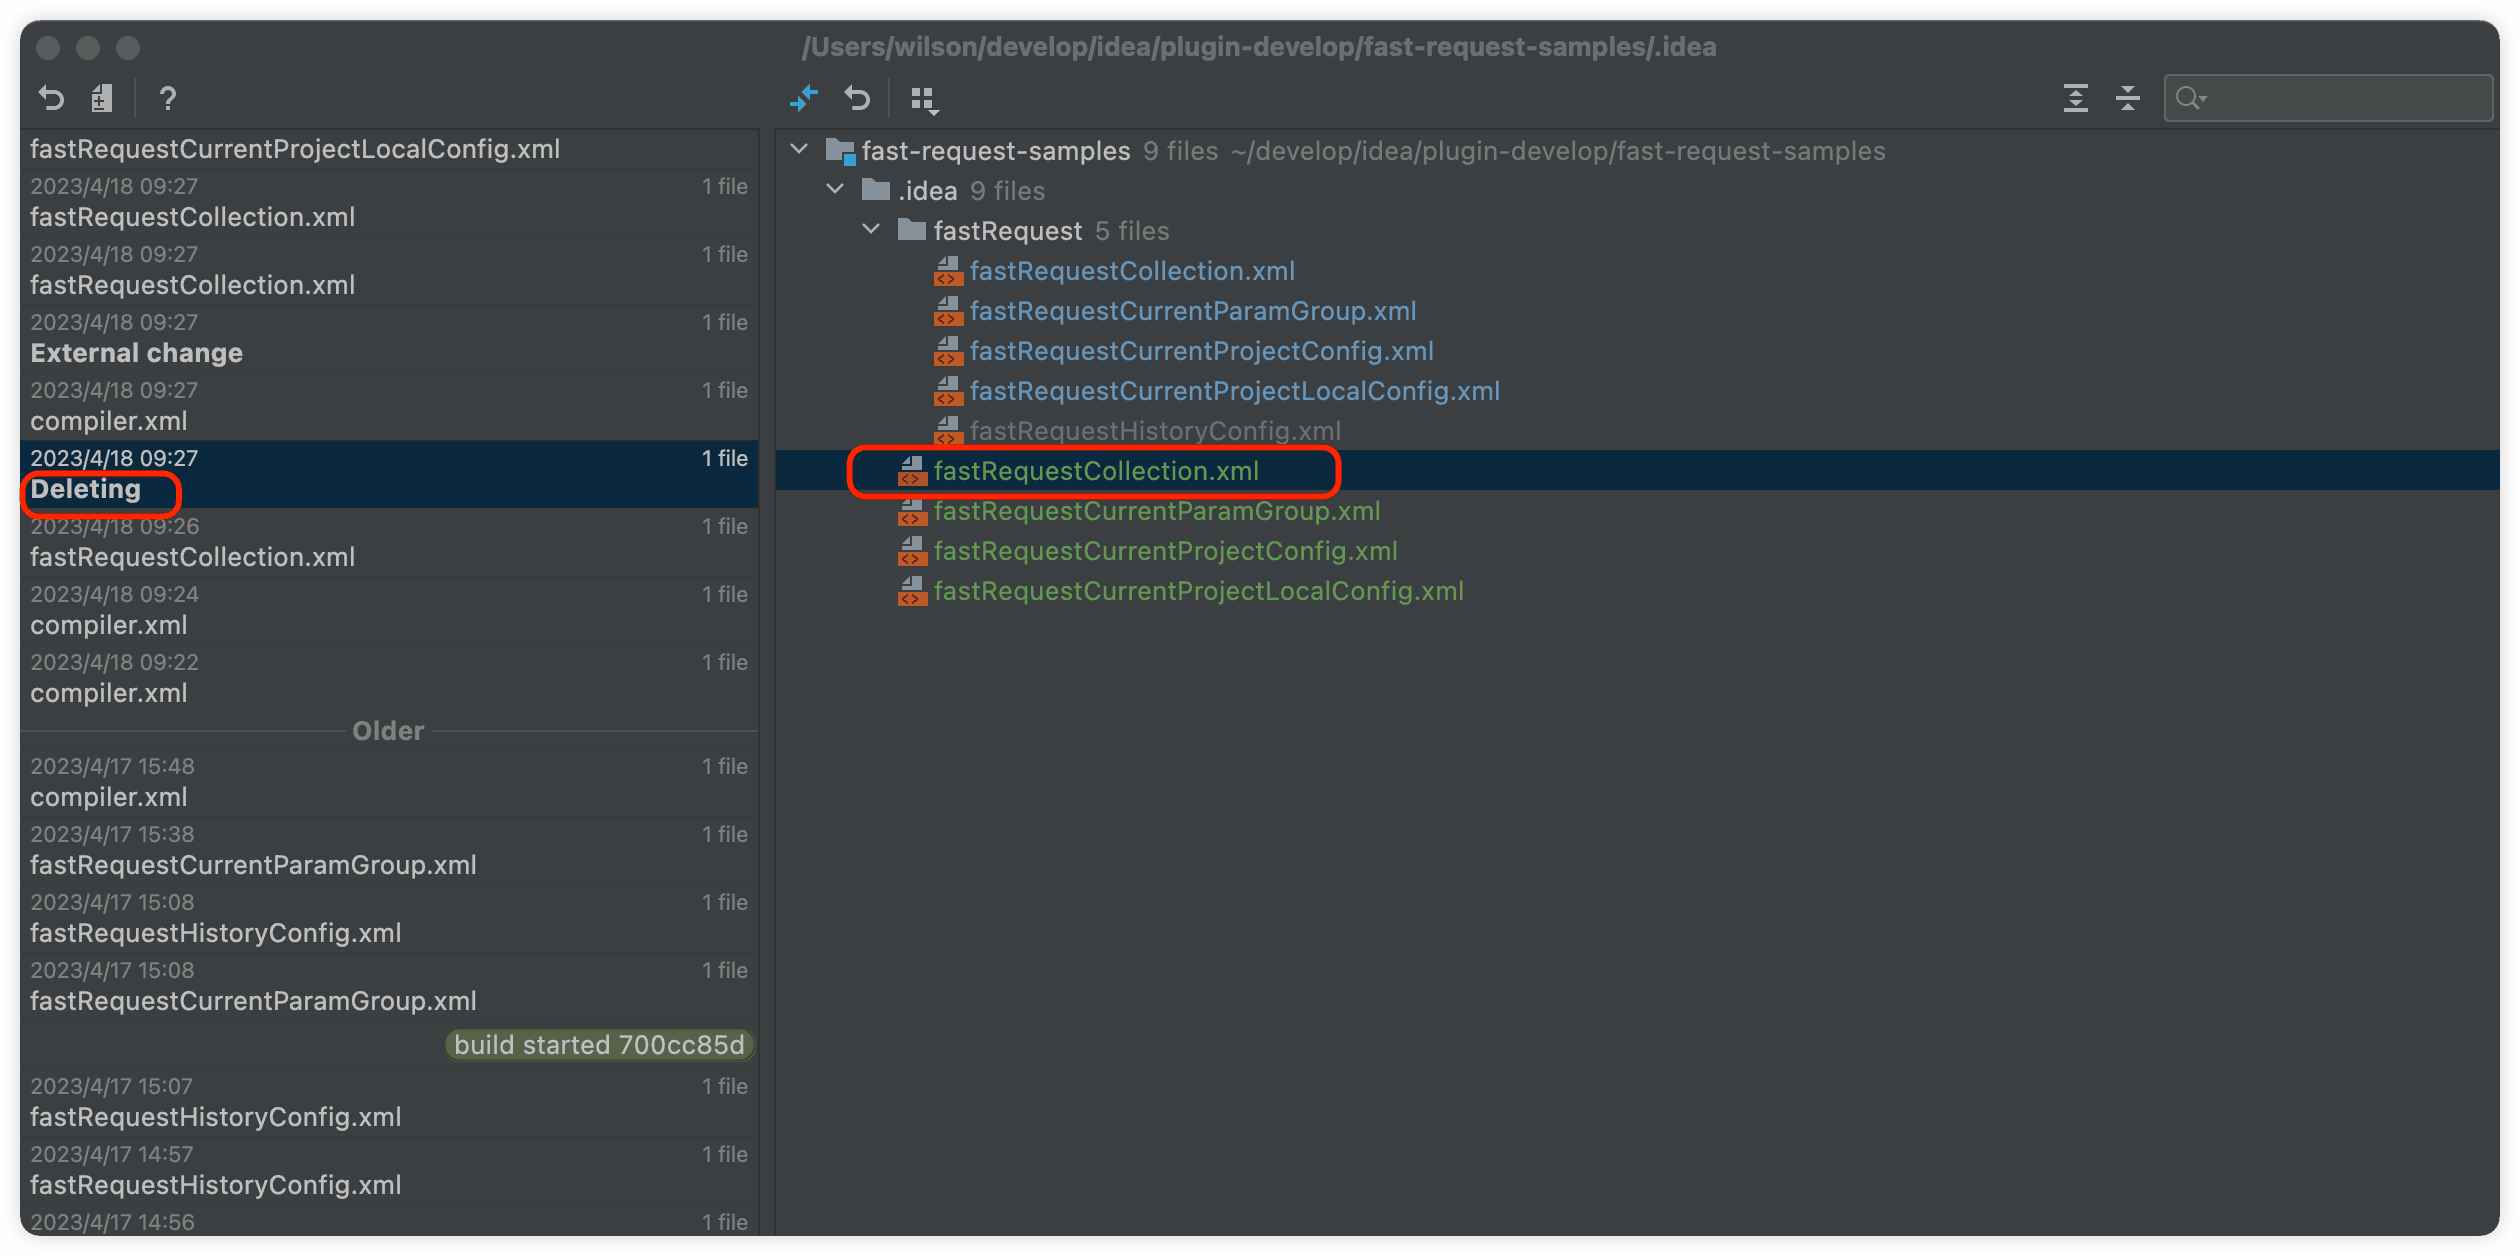 /Users/wilson/develop/idea/plugin-develop/fast-request-samples/.idea
?
fastRequestCurrentProjectLocalConfig.xml
2023/4/18 09:27 1 file
fastRequestCollection.xml
2023/4/18 09:27 1 file
fastRequestCollection.xml
2023/4/18 09:27 1 file
External change
2023/4/18 09:27 1 file
compiler.xml
2023/4/18 09:27 1 file
Deleting
2023/4/18 09:26 1 file
fastRequestCollection.xml
2023/4/18 09:24 1 file
compiler.xml
2023/4/18 09:22 1 file
compiler.xml
Older
2023/4/17 15:48 1 file
compiler.xml
2023/4/17 15:38 1 file
fastRequestCurrentParamGroup.xml
2023/4/17 15:08 1 file
fastRequestHistoryConfig.xml
2023/4/17 15:08 1 file
fastRequestCurrentParamGroup.xml
build started 700cc85d
2023/4/17 15:07 1 file
fastRequestHistoryConfig.xml
2023/4/17 14:57 1 file
fastRequestHistoryConfig.xml
2023/4/17 14:56 1 file
fast-request-samples 9 files ~/develop/idea/plugin-develop/fast-request-samples
.idea 9 files
fastRequest 5 files
fastRequestCollection.xml
fastRequestCurrentParamGroup.xml
fastRequestCurrentProjectConfig.xml
fastRequestCurrentProjectLocalConfig.xml
fastRequestHistoryConfig.xml
fastRequestCollection.xml
fastRequestCurrentParamGroup.xml
fastRequestCurrentProjectConfig.xml
fastRequestCurrentProjectLocalConfig.xml